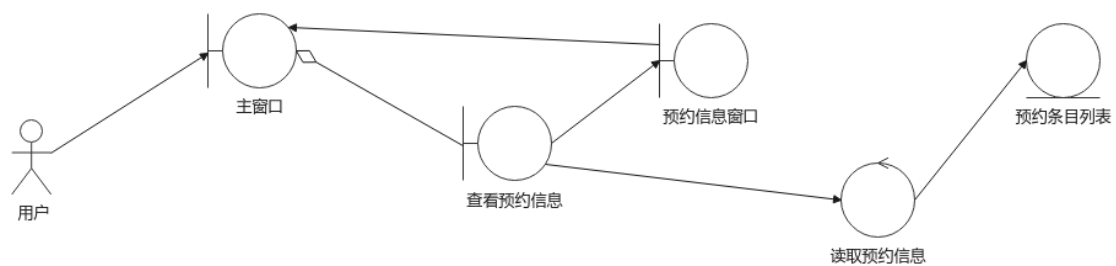 主窗口
预约信息窗口
预约条目列表
查看预约信息
用户
读取预约信息